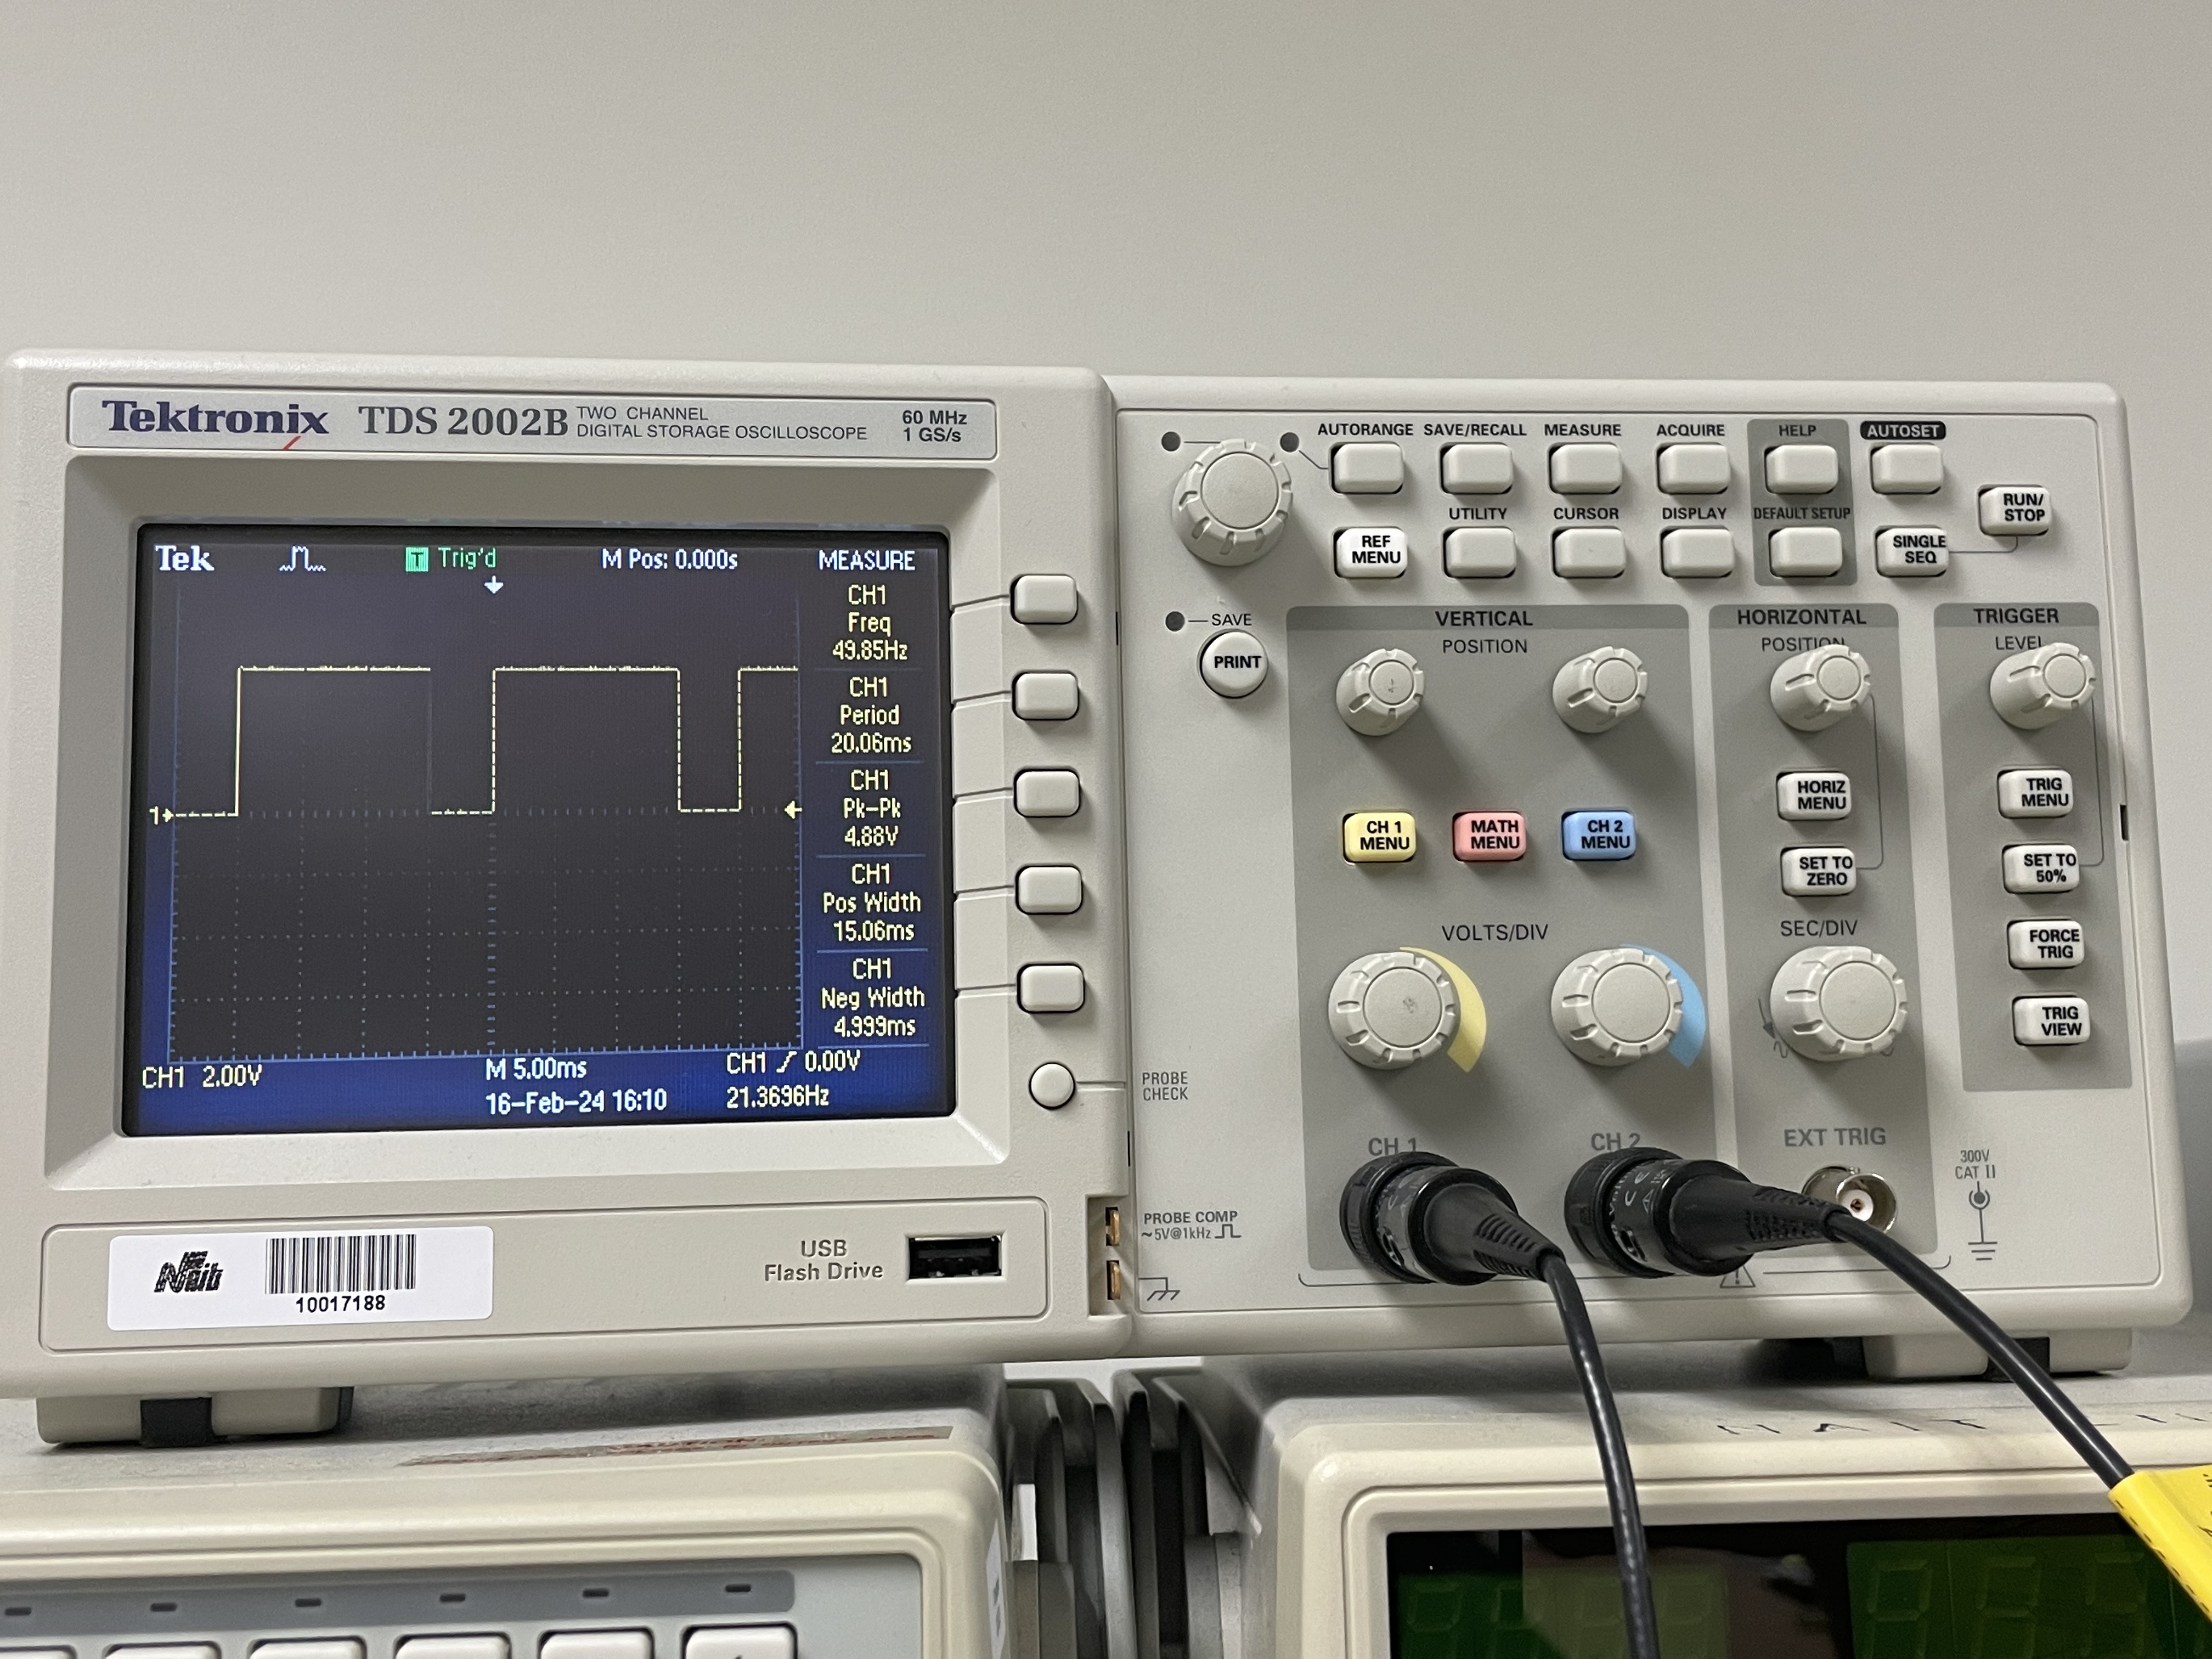 Tektronix TDS 2002B TWO CHANNEL
DIGITAL STORAGE OSCILLOSCOPE
60 MHz
1 GS/s
Tek
T Trig'd
M Pos: 0.000s
MEASURE
CH1
Freq
49.85Hz
CH1
Period
20.06ms
CH1
Pk-Pk
4.88V
CH1
Pos Width
15.06ms
CH1
Neg Width
4.999ms
1
CH1 2.00V
M 5.00ms
CH1 0.00V
16-Feb-24 16:10
21.3696Hz
Nait
10017188
USB
Flash Drive
AUTORANGE SAVE/RECALL MEASURE ACQUIRE HELP AUTOSET
REF
MENU
UTILITY CURSOR DISPLAY DEFAULT SETUP
SINGLE
SEQ
RUN/
STOP
SAVE
PRINT
VERTICAL
POSITION
CH 1
MENU
MATH
MENU
CH 2
MENU
VOLTS/DIV
CH 1
CH 2
HORIZONTAL
POSITION
HORIZ
MENU
SET TO
ZERO
SEC/DIV
EXT TRIG
TRIGGER
LEVEL
TRIG
MENU
SET TO
50%
FORCE
TRIG
TRIG
VIEW
300V
CAT II
PROBE
CHECK
PROBE COMP
~5V@1kHz